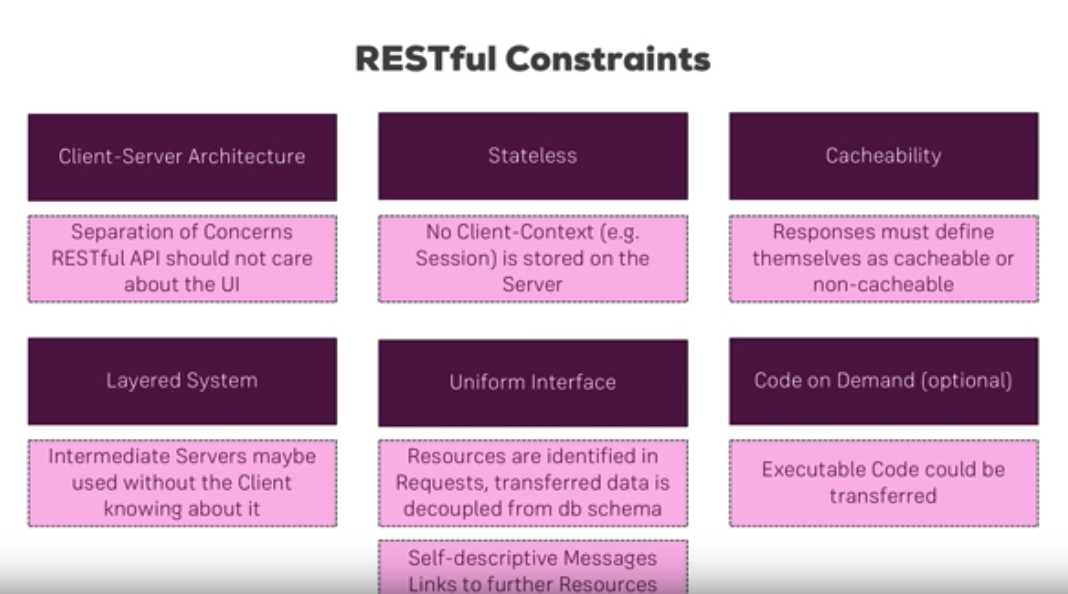 RESTful Constraints
Client-Server Architecture
Separation of Concerns
RESTful API should not care
about the UI
Stateless
No Client-Context (e.g.
Session) is stored on the
Server
Cacheability
Responses must define
themselves as cacheable or
non-cacheable
Layered System
Intermediate Servers maybe
used without the Client
knowing about it
Uniform Interface
Resources are identified in
Requests, transferred data is
decoupled from db schema
Self-descriptive Messages
Links to further Resources
Code on Demand (optional)
Executable Code could be
transferred